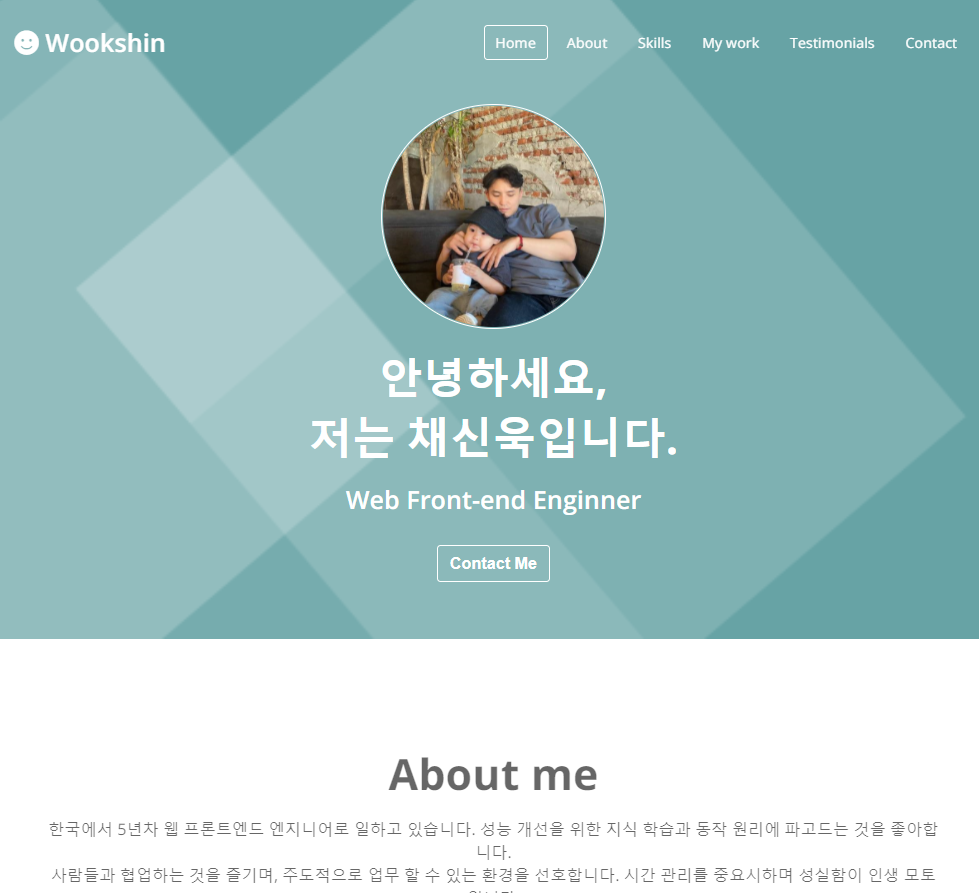 Wookshin
Home About Skills My work Testimonials Contact
안녕하세요,
저는 채신욱입니다.
Web Front-end Enginner
Contact Me
About me
한국에서 5년차 웹 프론트엔드 엔지니어로 일하고 있습니다. 성능 개선을 위한 지식 학습과 동작 원리에 파고드는 것을 좋아합
니다.
사람들과 협업하는 것을 즐기며, 주도적으로 업무 할 수 있는 환경을 선호합니다. 시간 관리를 중요시하며 성실함이 인생 모토